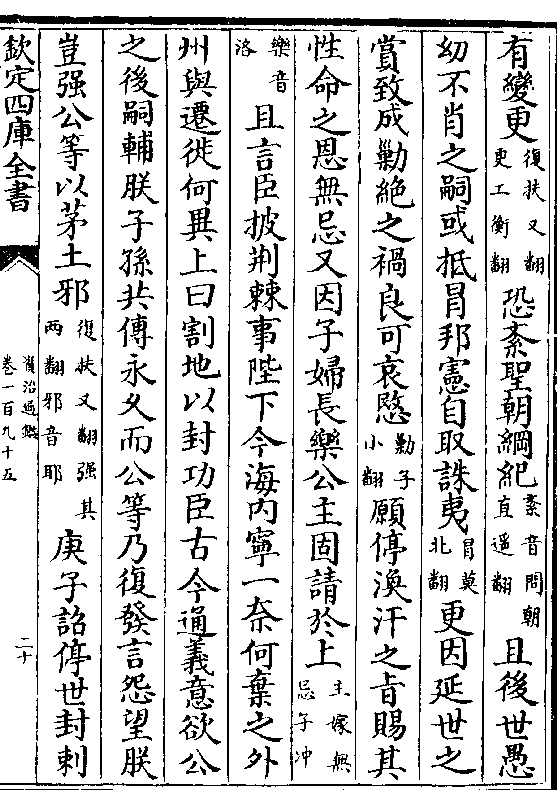 有變更復扶又翻更工衡翻恐紊聖朝綱紀紊音問朝直遥翻且後世愚
幼不肖之嗣或抵冒邦憲自取誅夷冒莫北翻更因延世之
賞致成勦絶之禍良可哀愍勦子小翻願停渙汗之旨賜其
性命之恩無忌又因子婦長樂公主固請於上主嫁無忌子冲
樂音洛且言臣披荆棘事陛下今海内寧一奈何棄之外
州與遷徙何異上曰割地以封功臣古今通義意欲公
之後嗣輔朕子孫共傳永久而公等乃復發言怨望朕
豈强公等以茅土邪復扶又翻强其两翻邪音耶庚子詔停世封刺
欽定四庫全書
資治通鑑
卷一百九十五
二十